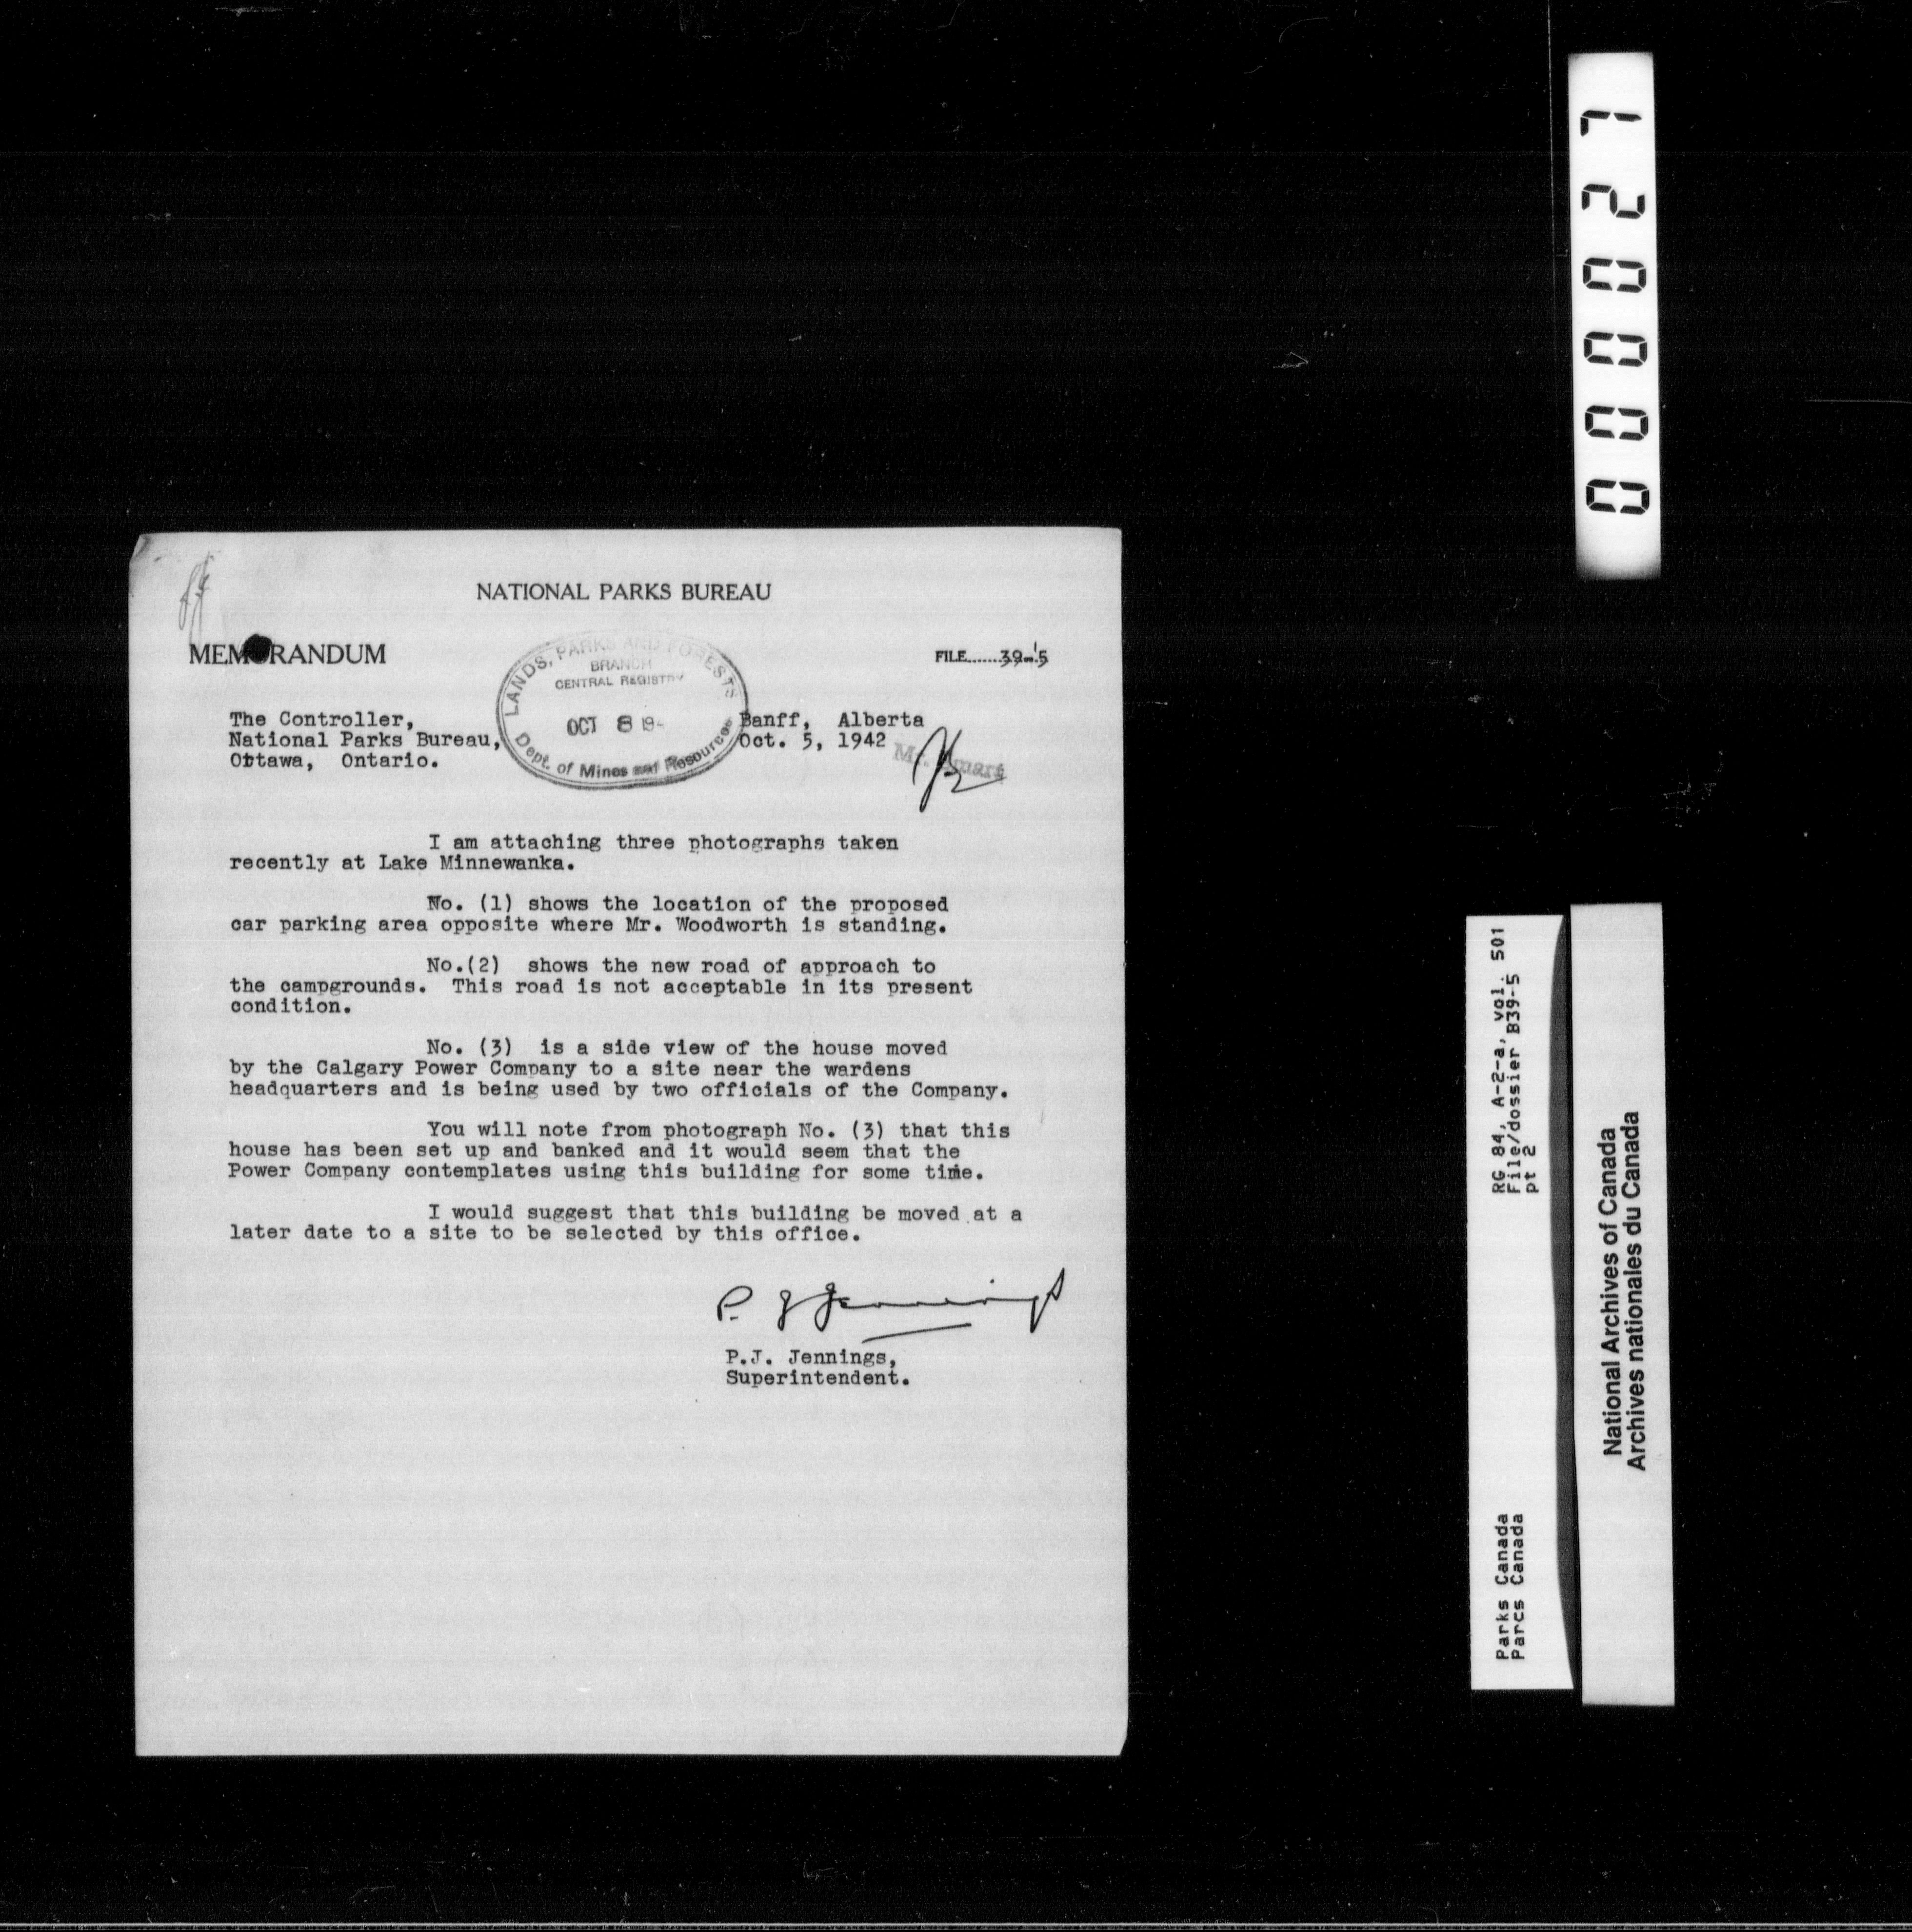 NATIONAL PARKS BUREAU
MEMORANDUM
FILE......39-5
LANDS, PARKS AND FORESTS
BRANCH
CENTRAL REGISTRY
OCT 8 19
Dept. of Mines and Resources
The Controller,
National Parks Bureau,
Ottawa, Ontario.
Banff, Alberta
Oct. 5, 1942
Mr. Smart
I am attaching three photographs taken
recently at Lake Minnewanka.
No. (1) shows the location of the proposed
car parking area opposite where Mr. Woodworth is standing.
No.(2) shows the new road of approach to
the campgrounds. This road is not acceptable in its present
condition.
No. (3) is a side view of the house moved
by the Calgary Power Company to a site near the wardens
headquarters and is being used by two officials of the Company.
You will note from photograph No. (3) that this
house has been set up and banked and it would seem that the
Power Company contemplates using this building for some time.
I would suggest that this building be moved at a
later date to a site to be selected by this office.
P. J Jennings
P.J. Jennings,
Superintendent.
000027
RG 84, A-2-a, vol. 501
File/dossier B39-5
pt 2
Parks Canada
Parcs Canada
National Archives of Canada
Archives nationales du Canada